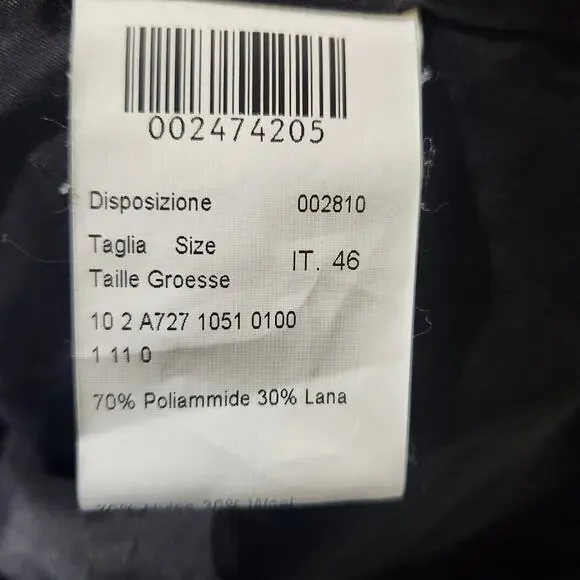 002474205
Disposizione 002810
Taglia Size
IT. 46
Taille Groesse
10 2 A727 1051 0100
1 11 0
70% Poliammide 30% Lana